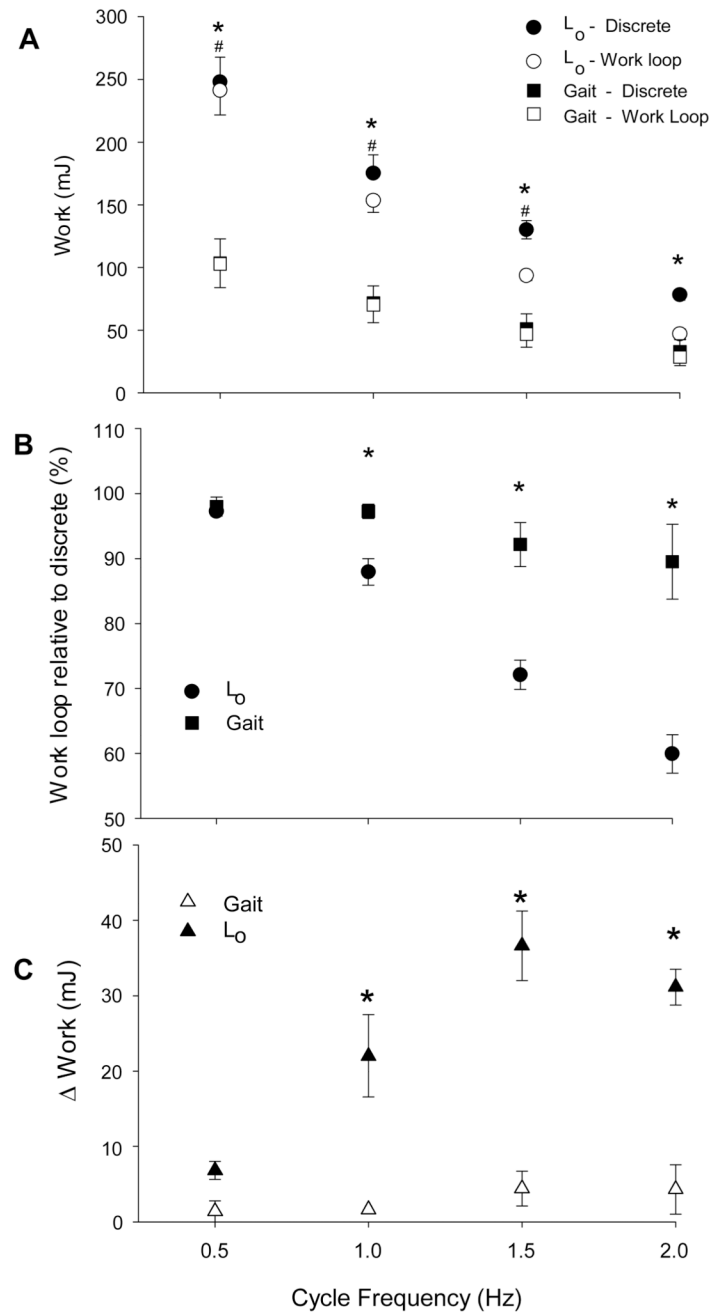 A
300
250
200
150
100
50
0
Work (mJ)
*
#
*
#
*
#
*
Lo - Discrete
Lo - Work loop
Gait - Discrete
Gait - Work Loop
B
110
100
90
80
70
60
50
Work loop relative to discrete (%)
*
*
*
Lo
Gait
C
50
40
30
20
10
0
Δ Work (mJ)
Gait
Lo
*
*
*
0.5 1.0 1.5 2.0
Cycle Frequency (Hz)